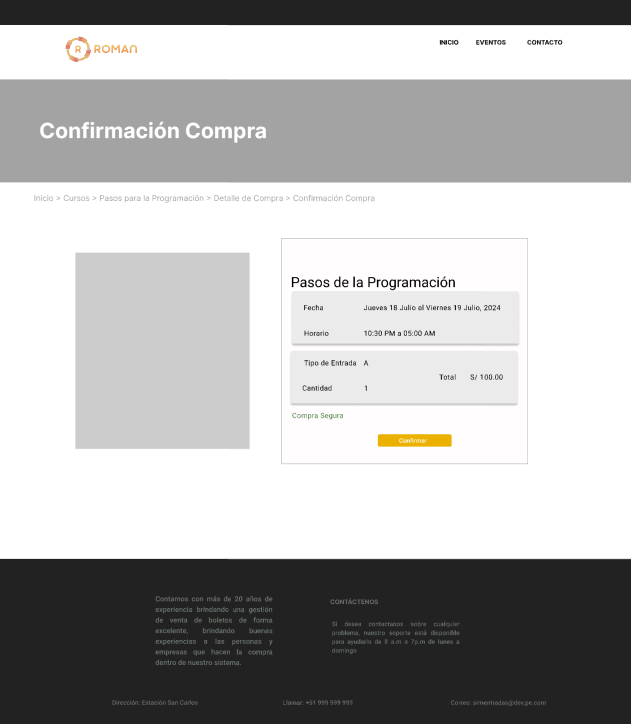 R ROMAN
INICIO EVENTOS CONTACTO
Confirmación Compra
Inicio > Cursos > Pasos para la Programación > Detalle de Compra > Confirmación Compra
Pasos de la Programación
Fecha Jueves 18 Julio al Viernes 19 Julio, 2024
Horario 10:30 PM a 05:00 AM
Tipo de Entrada A
Total S/ 100.00
Cantidad 1
Compra Segura
Confirmar
Contamos con más de 20 años de
experiencia brindando una gestión
de venta de boletos de forma
excelente, brindando buenas
experiencias a las personas y
empresas que hacen la compra
dentro de nuestro sistema.
CONTÁCTENOS
Si desea contactanos sobre cualquier
problema, nuestro soporte está disponible
para ayudarlo de 8 a.m a 7p.m de lunes a
domingo
Dirección: Estación San Carlos
Llamar: +51 999 999 999
Correo: sirnentradas@dev.pe.com